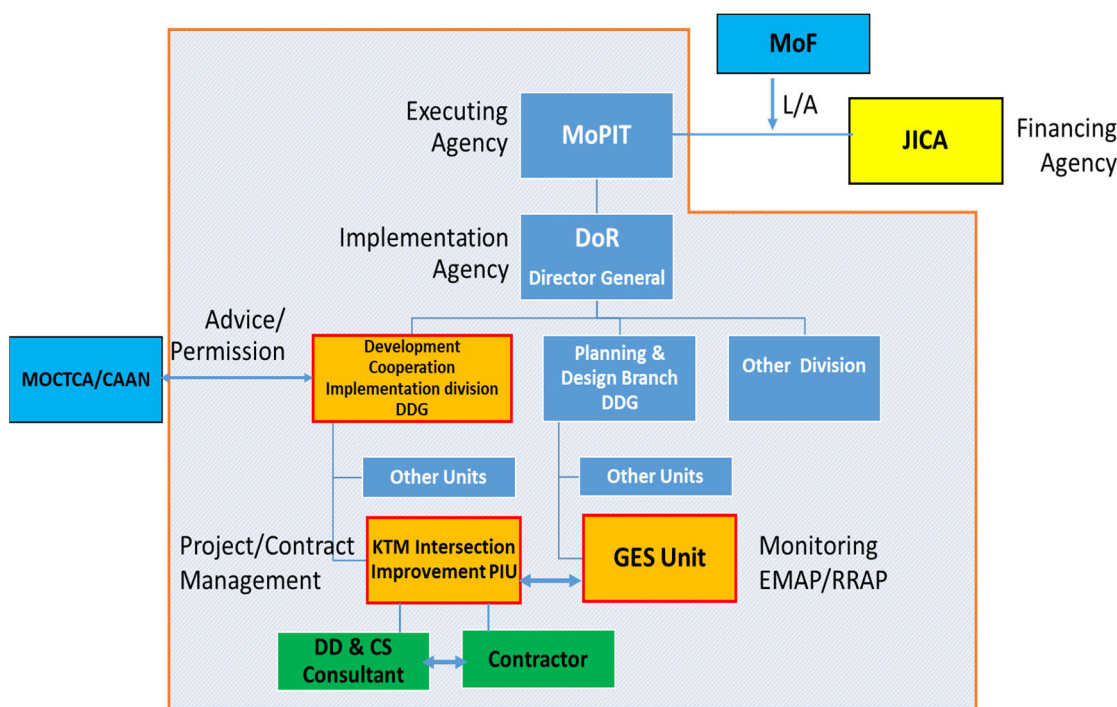 MoF
L/A
Executing
Agency
MoPIT
JICA
Financing
Agency
Implementation
Agency
DoR
Director General
Advice/
Permission
MOCTCA/CAAN
Development
Cooperation
Implementation division
DDG
Planning &
Design Branch
DDG
Other Division
Other Units
Other Units
Project/Contract
Management
KTM Intersection
Improvement PIU
GES Unit
Monitoring
EMAP/RRAP
DD & CS
Consultant
Contractor